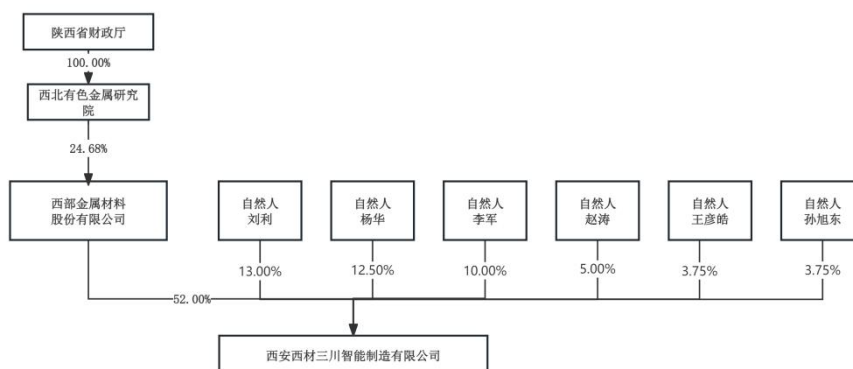 陕西省财政厅
100.00%
西北有色金属研究
院
24.68%
西部金属材料
股份有限公司
自然人
刘利
自然人
杨华
自然人
李军
自然人
赵涛
自然人
王彦皓
自然人
孙旭东
13.00%
12.50%
10.00%
5.00%
3.75%
3.75%
52.00%
西安西材三川智能制造有限公司